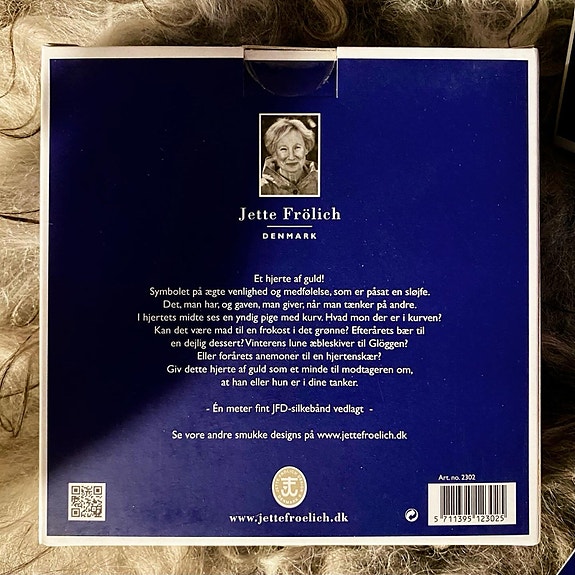 Jette Frölich
DENMARK
Et hjerte af guld!
Symbolet på ægte venlighed og medfølelse, som er påsat en sløjfe.
Det, man har, og gaven, man giver, når man tænker på andre.
I hjertets midte ses en yndig pige med kurv. Hvad mon der er i kurven?
Kan det være mad til en frokost i det grønne? Efterårets bær til
en dejlig dessert? Vinterens lune æbleskiver til Glöggen?
Eller forårets anemoner til en hjertenskær?
Giv dette hjerte af guld som et minde til modtageren om,
at han eller hun er i dine tanker.
- Én meter fint JFD-silkebånd vedlagt -
Se vore andre smukke designs på www.jettefroelich.dk
Art. no. 2302
5 711395 123025
www.jettefroelich.dk